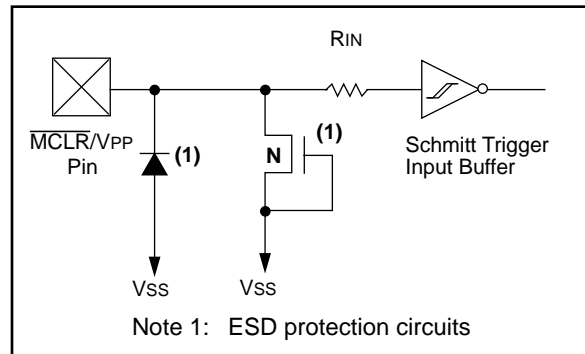 RIN
MCLR/VPP
Pin
(1)
N
(1)
Schmitt Trigger
Input Buffer
VSS
VSS
Note 1: ESD protection circuits